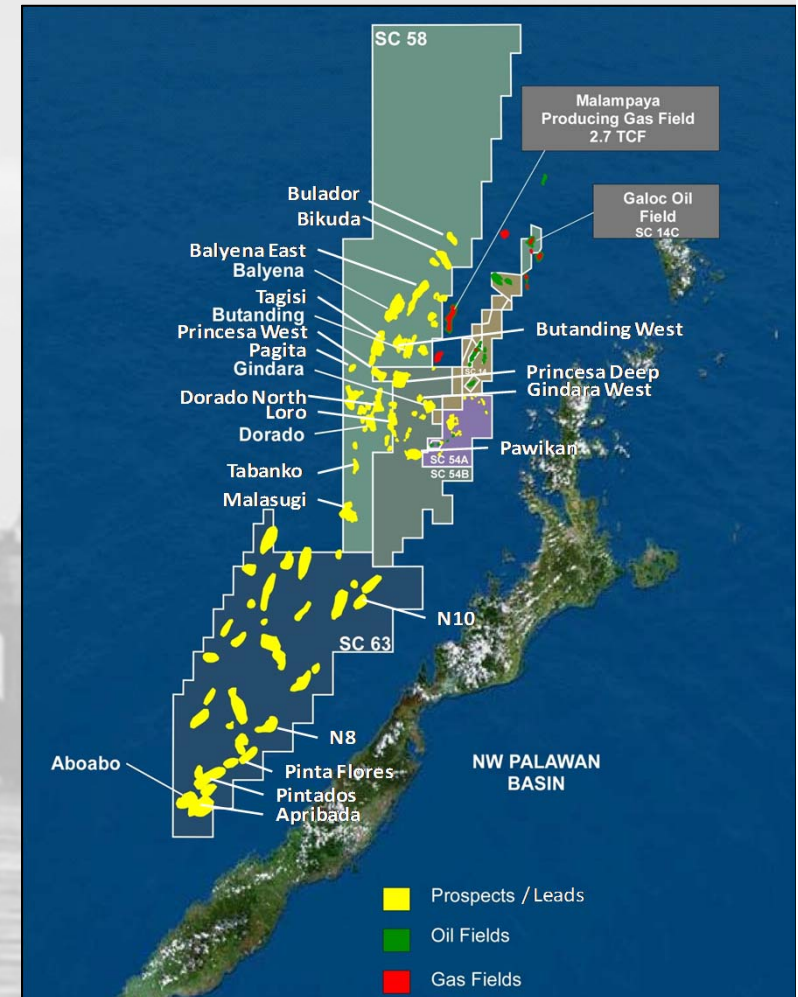 SC 58
Malampaya
Producing Gas Field
2.7 TCF
Galoc Oil
Field
SC 14C
Bulador
Bikuda
Balyena East
Balyena
Tagisi
Butanding
Princesa West
Pagita
Gindara
Dorado North
Loro
Dorado
Tabanko
Malasugi
Butanding West
SC 14
Princesa Deep
Gindara West
Pawikan
SC 54A
SC 54B
N10
SC 63
N8
Aboabo
Pinta Flores
Pintados
Apribada
NW PALAWAN
BASIN
Prospects / Leads
Oil Fields
Gas Fields